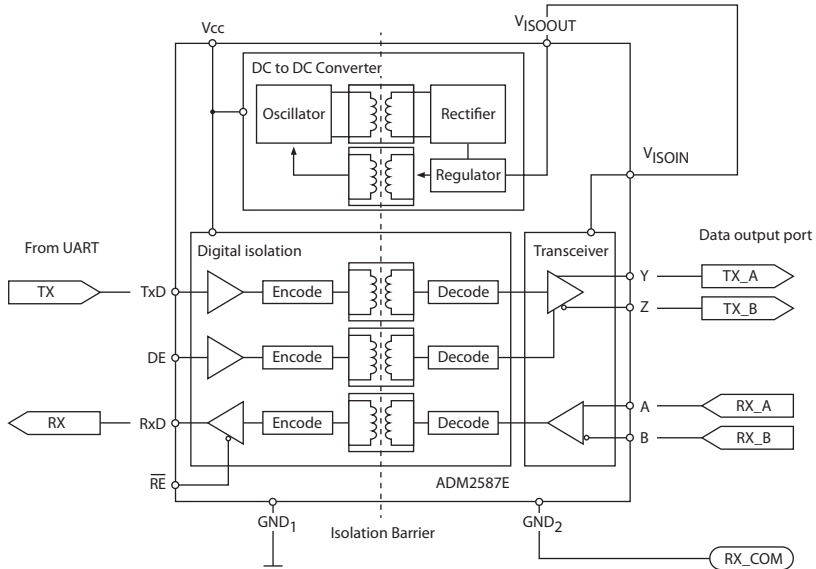 Vcc
VISOOUT
DC to DC Converter
Oscillator
Rectifier
Regulator
VISOIN
From UART
Digital isolation
Transceiver
Data output port
TX
TxD
Encode
Decode
Y
TX_A
Z
TX_B
DE
Encode
Decode
RX
RxD
Encode
Decode
A
RX_A
B
RX_B
RE
ADM2587E
GND1
Isolation Barrier
GND2
RX_COM